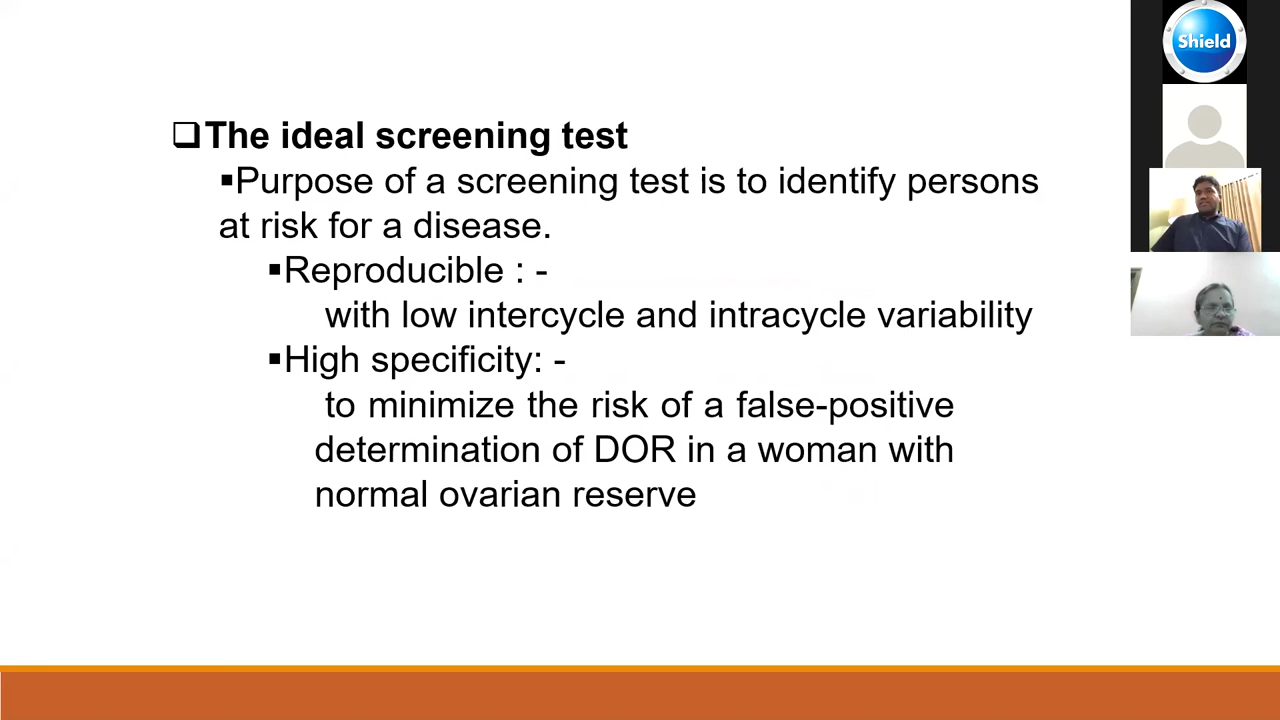 ❑The ideal screening test
▪Purpose of a screening test is to identify persons
at risk for a disease.
▪Reproducible : -
with low intercycle and intracycle variability
▪High specificity: -
to minimize the risk of a false-positive
determination of DOR in a woman with
normal ovarian reserve
Shield